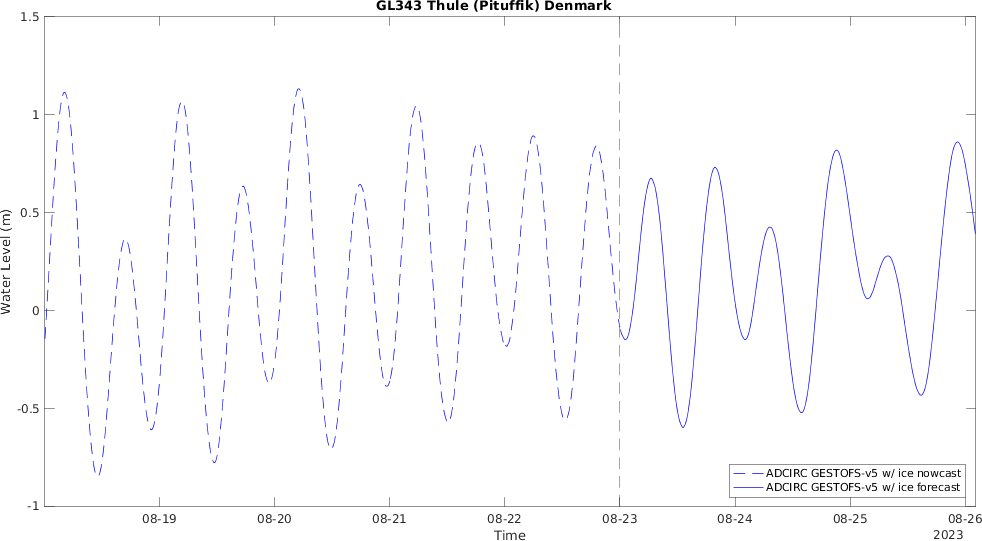 GL343 Thule (Pituffik) Denmark
1.5
1
0.5
0
-0.5
-1
Water Level (m)
08-19 08-20 08-21 08-22 08-23 08-24 08-25 08-26
Time
2023
ADCIRC GESTOFS-v5 w/ ice nowcast
ADCIRC GESTOFS-v5 w/ ice forecast